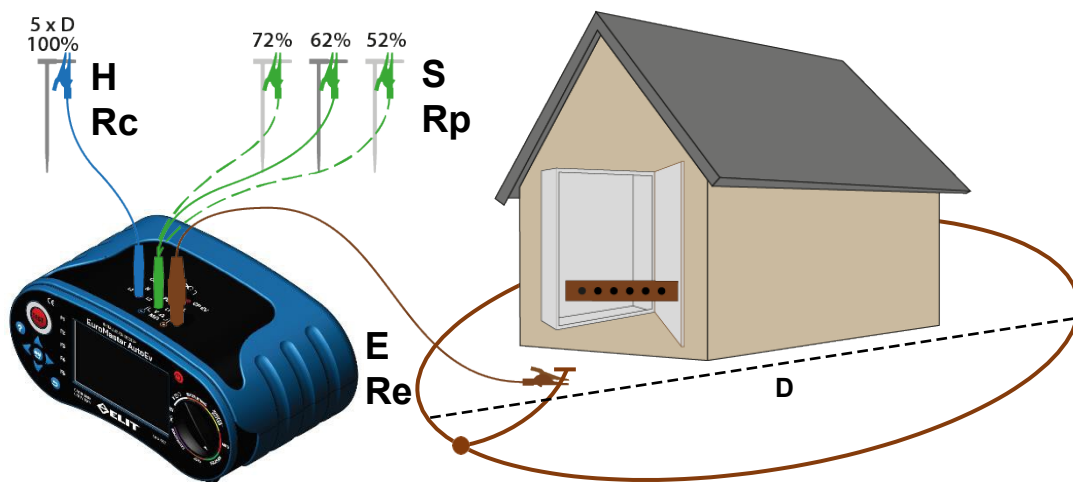 5 x D
100%
H
Rc
72%
62%
52%
S
Rp
E
Re
D
EuroMaster AutoEv
ELIT